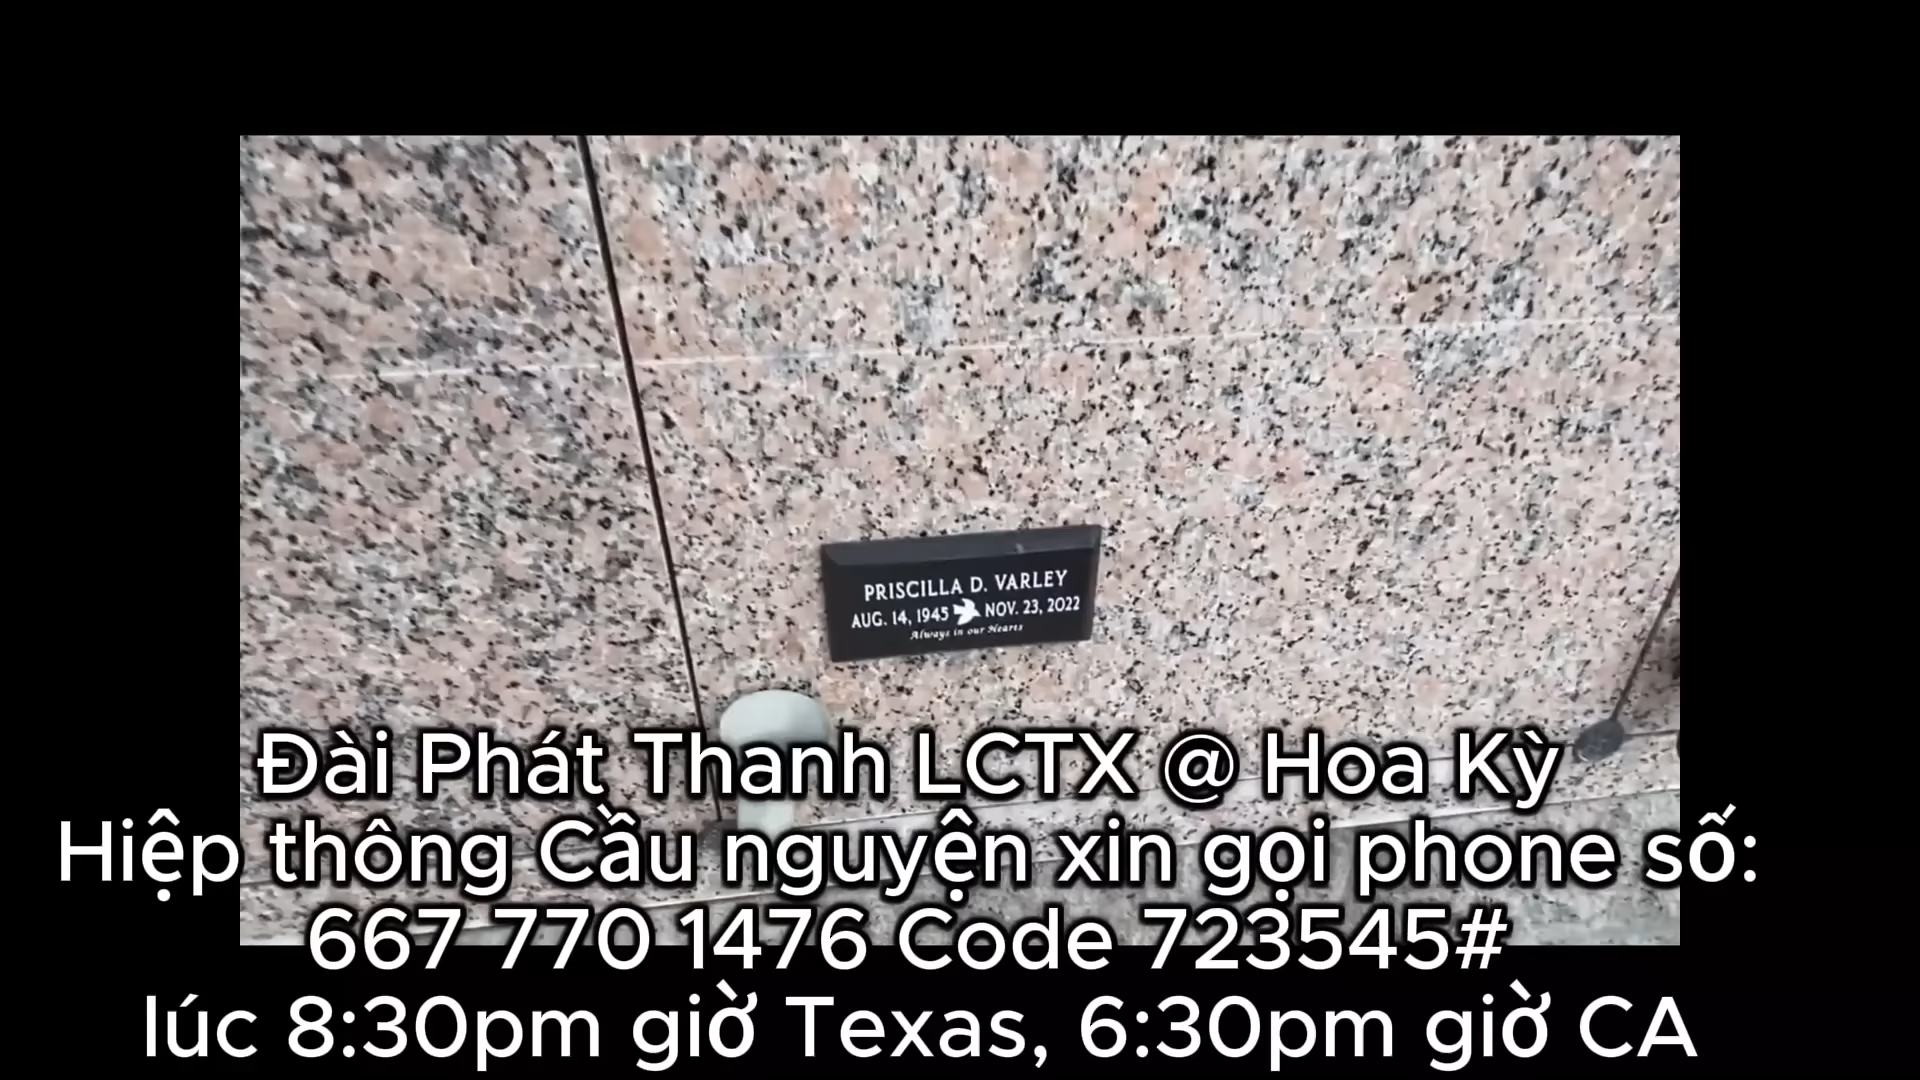 PRISCILLA D. VARLEY
AUG. 14, 1945 NOV. 23, 2022
Always in our Hearts
Đài Phát Thanh LCTX @ Hoa Kỳ
Hiệp thông Cầu nguyện xin gọi phone số:
667 770 1476 Code 723545#
lúc 8:30pm giờ Texas, 6:30pm giờ CA